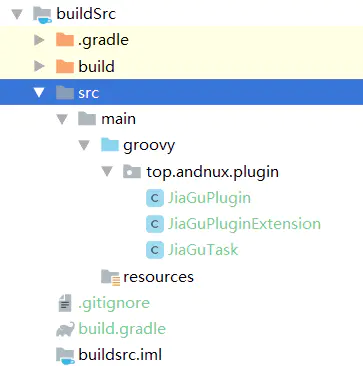 buildSrc
.gradle
build
src
main
groovy
top.andnux.plugin
JiaGuPlugin
JiaGuPluginExtension
JiaGuTask
resources
.gitignore
build.gradle
buildsrc.iml